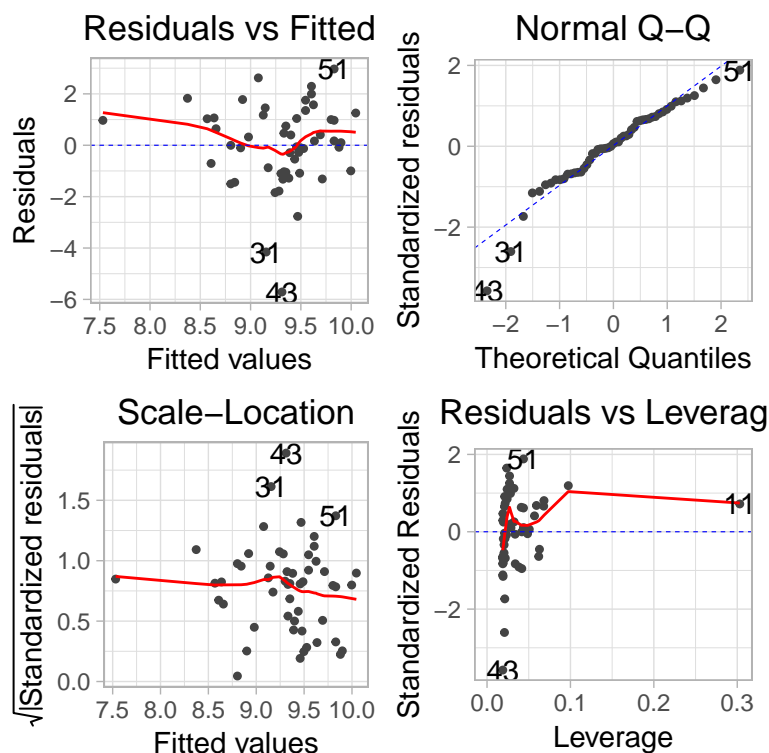 Residuals vs Fitted
Residuals
2
0
−2
−4
−6
51
31
43
7.5 8.0 8.5 9.0 9.5 10.0
Fitted values
Normal Q−Q
Standardized residuals
2
0
−2
51
31
43
−2 −1 0 1 2
Theoretical Quantiles
Scale−Location
√|Standardized residuals|
1.5
1.0
0.5
0.0
43
31
51
7.5 8.0 8.5 9.0 9.5 10.0
Fitted values
Residuals vs Leverag
Standardized Residuals
2
0
−2
51
11
43
0.0 0.1 0.2 0.3
Leverage